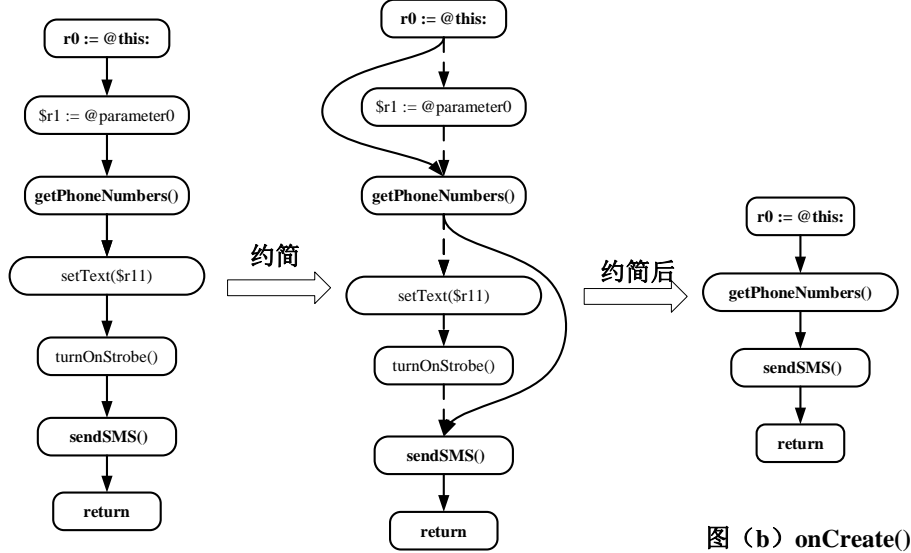 r0 := @this:
$r1 := @parameter0
getPhoneNumbers()
setText($r11)
turnOnStrobe()
sendSMS()
return
约简
r0 := @this:
$r1 := @parameter0
getPhoneNumbers()
setText($r11)
turnOnStrobe()
sendSMS()
return
约简后
r0 := @this:
getPhoneNumbers()
sendSMS()
return
图（b）onCreate()